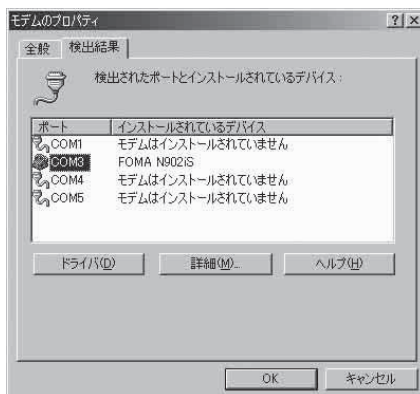 モデムのプロパティ
全般 検出結果
検出されたポートとインストールされているデバイス:
ポート インストールされているデバイス
COM1 モデムはインストールされていません
COM3 FOMA N902iS
COM4 モデムはインストールされていません
COM5 モデムはインストールされていません
ドライバ(D) 詳細(M)... ヘルプ(H)
OK キャンセル